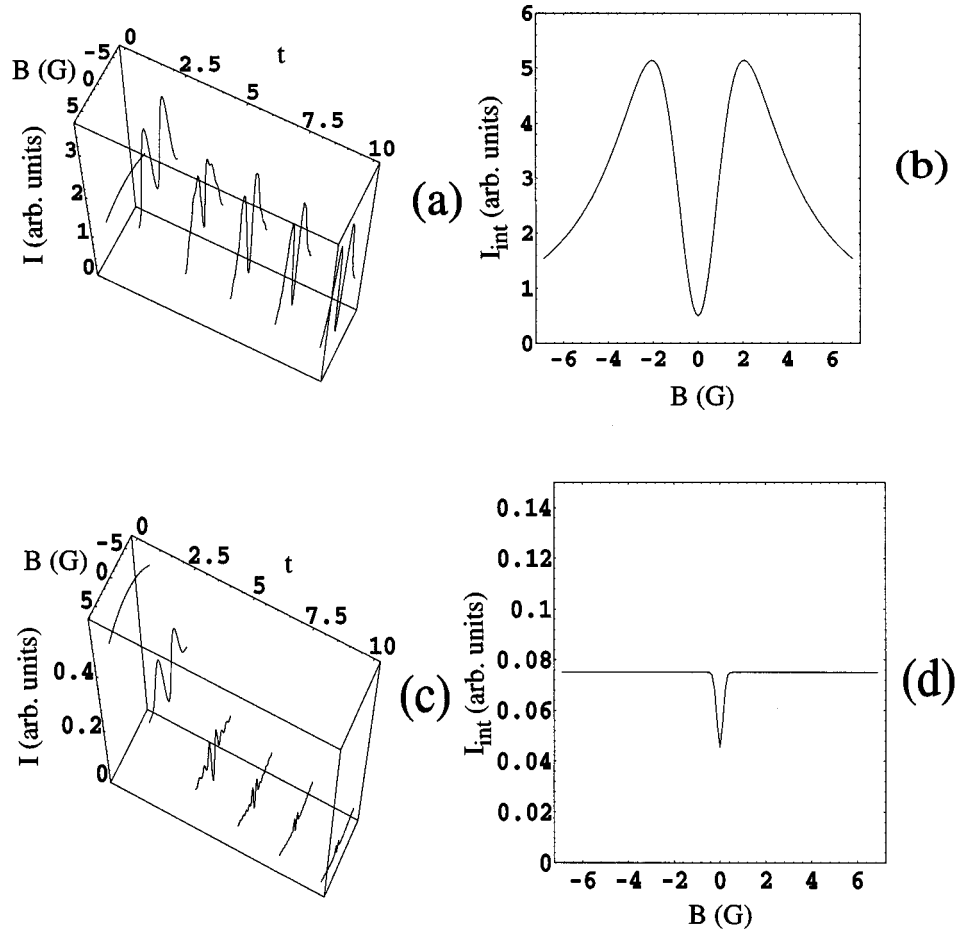 0
t
-5
2.5
B (G)
0
5
5
7.5
10
3
2
1
0
I (arb. units)
(a)
6
5
4
3
2
1
0
I_int (arb. units)
-6 -4 -2 0 2 4 6
B (G)
(b)
0
-5
2.5
t
B (G)
0
5
5
7.5
10
0.4
0.2
0
I (arb. units)
(c)
0.14
0.12
0.1
0.08
0.06
0.04
0.02
0
I_int (arb. units)
-6 -4 -2 0 2 4 6
B (G)
(d)